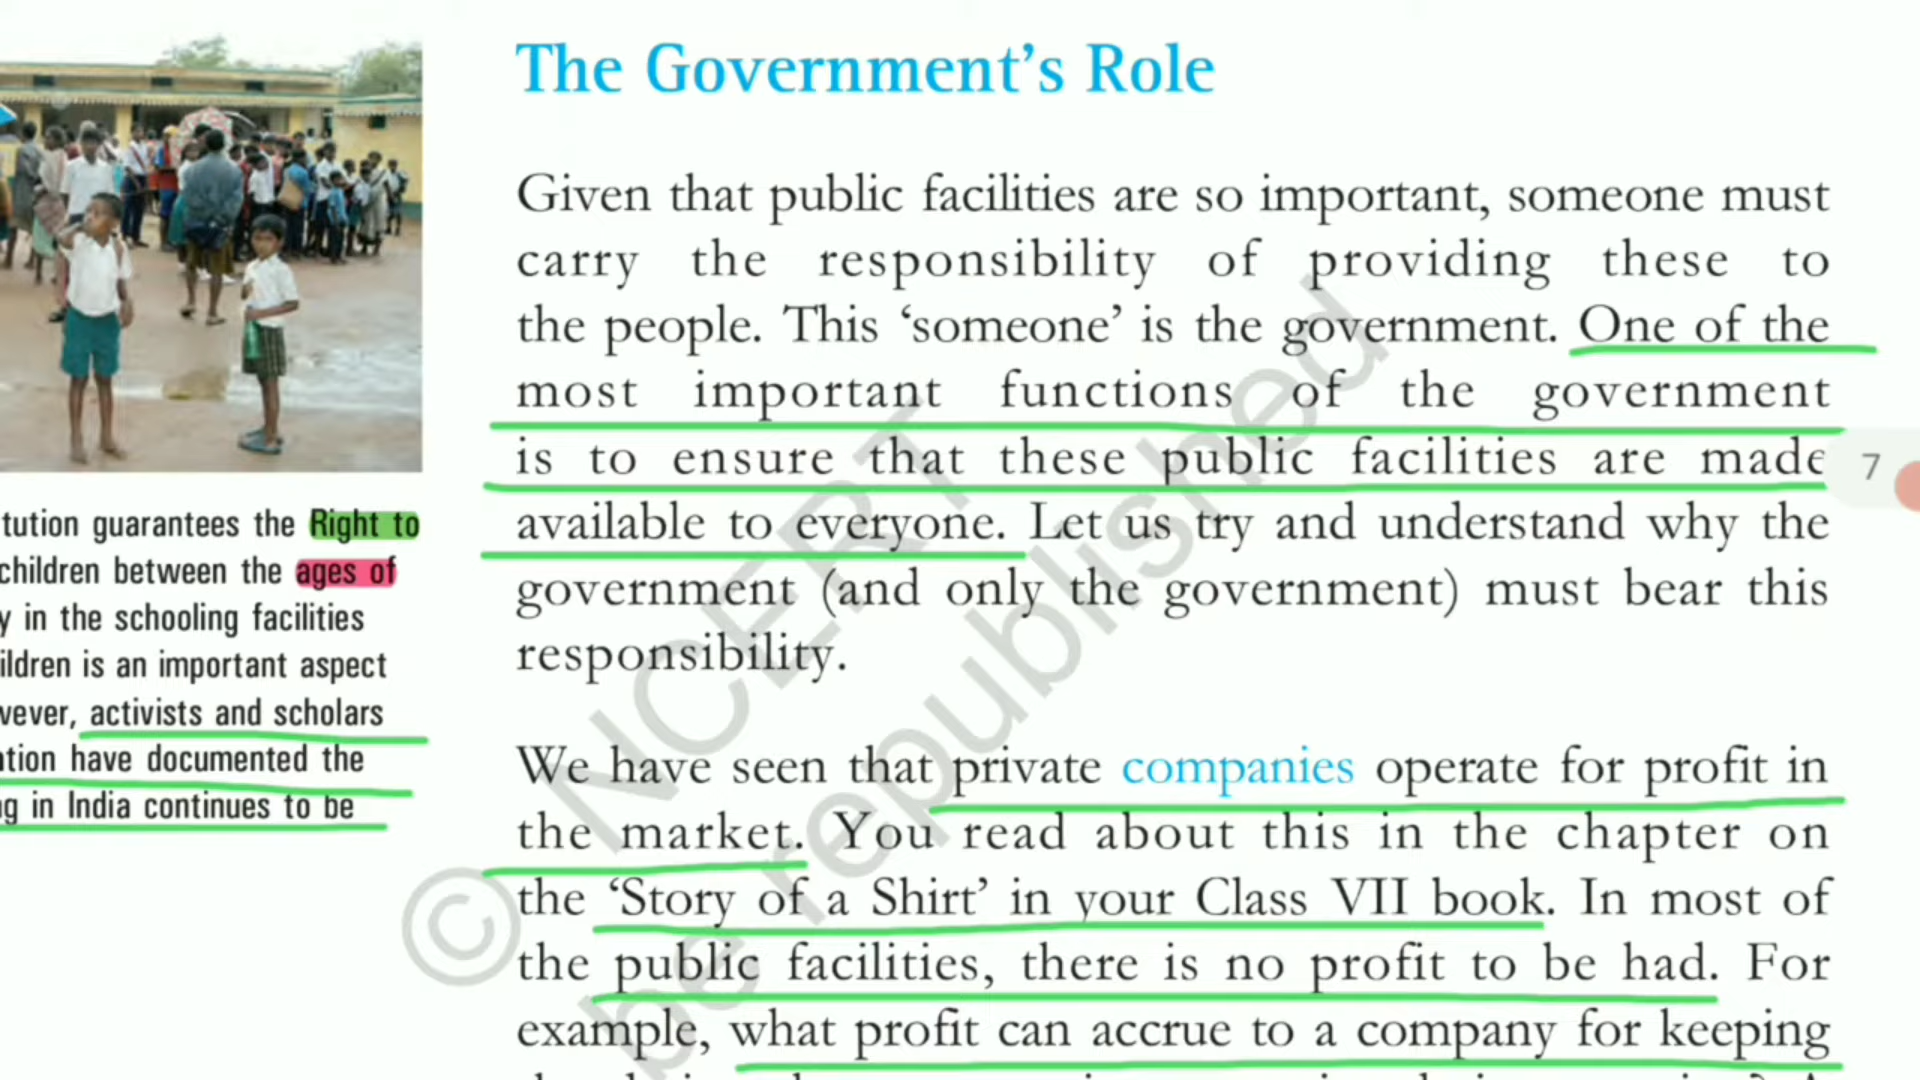 The Government's Role
Given that public facilities are so important, someone must
carry the responsibility of providing these to
the people. This 'someone' is the government. One of the
most important functions of the government
is to ensure that these public facilities are made
available to everyone. Let us try and understand why the
government (and only the government) must bear this
responsibility.
We have seen that private companies operate for profit in
the market. You read about this in the chapter on
the 'Story of a Shirt' in your Class VII book. In most of
the public facilities, there is no profit to be had. For
example, what profit can accrue to a company for keeping
tution guarantees the Right to
children between the ages of
y in the schooling facilities
ildren is an important aspect
wever, activists and scholars
ation have documented the
ng in India continues to be
7
© NCERT
be republished